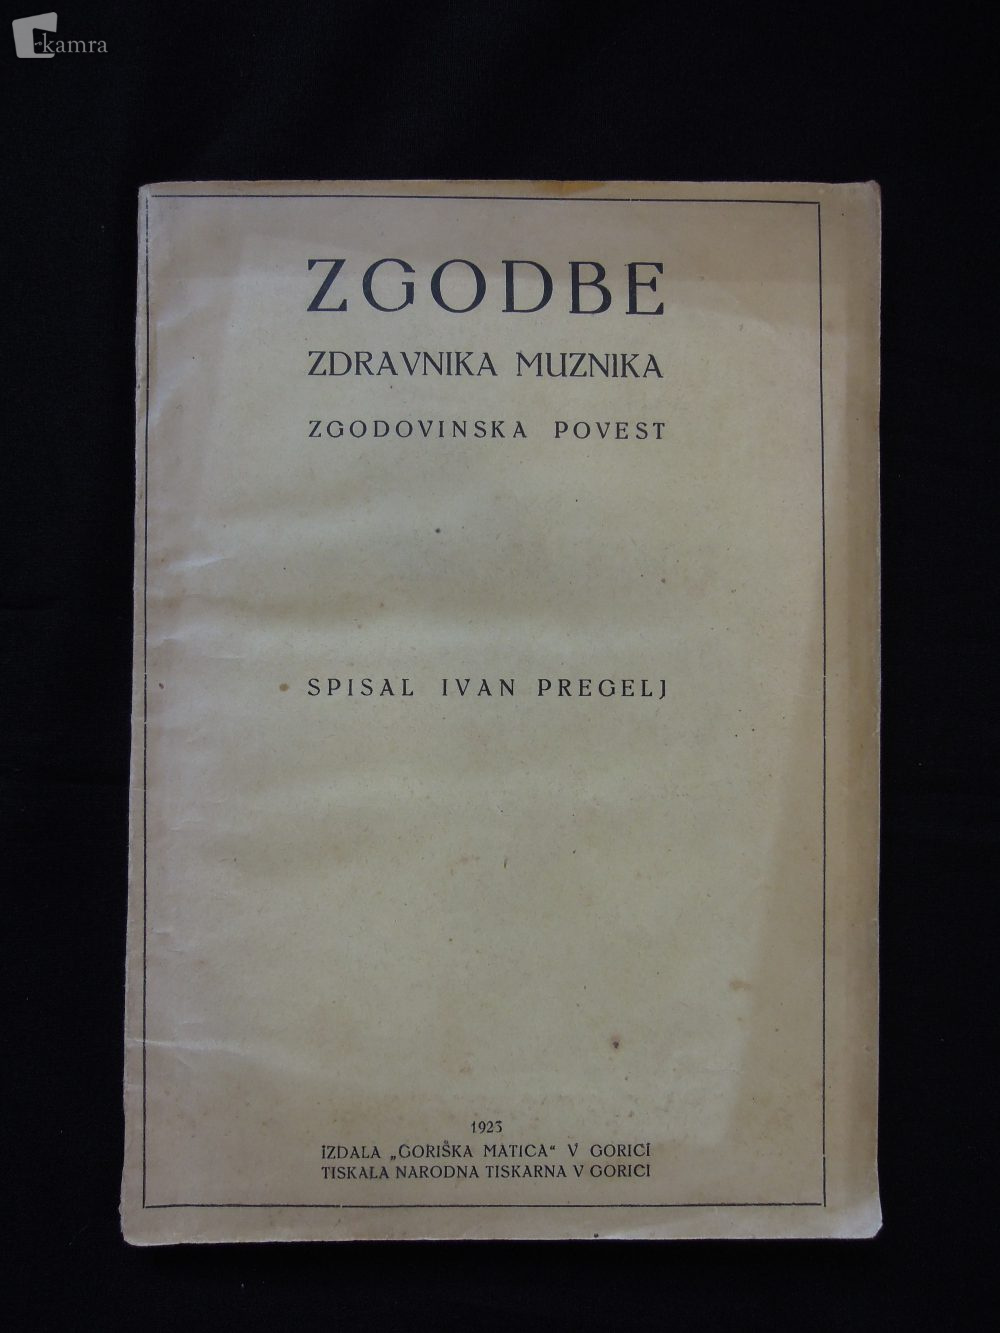 kamra
ZGODBE
ZDRAVNIKA MUZNIKA
ZGODOVINSKA POVEST
SPISAL IVAN PREGELJ
1923
IZDALA „GORIŠKA MATICA“ V GORICI
TISKALA NARODNA TISKARNA V GORICI